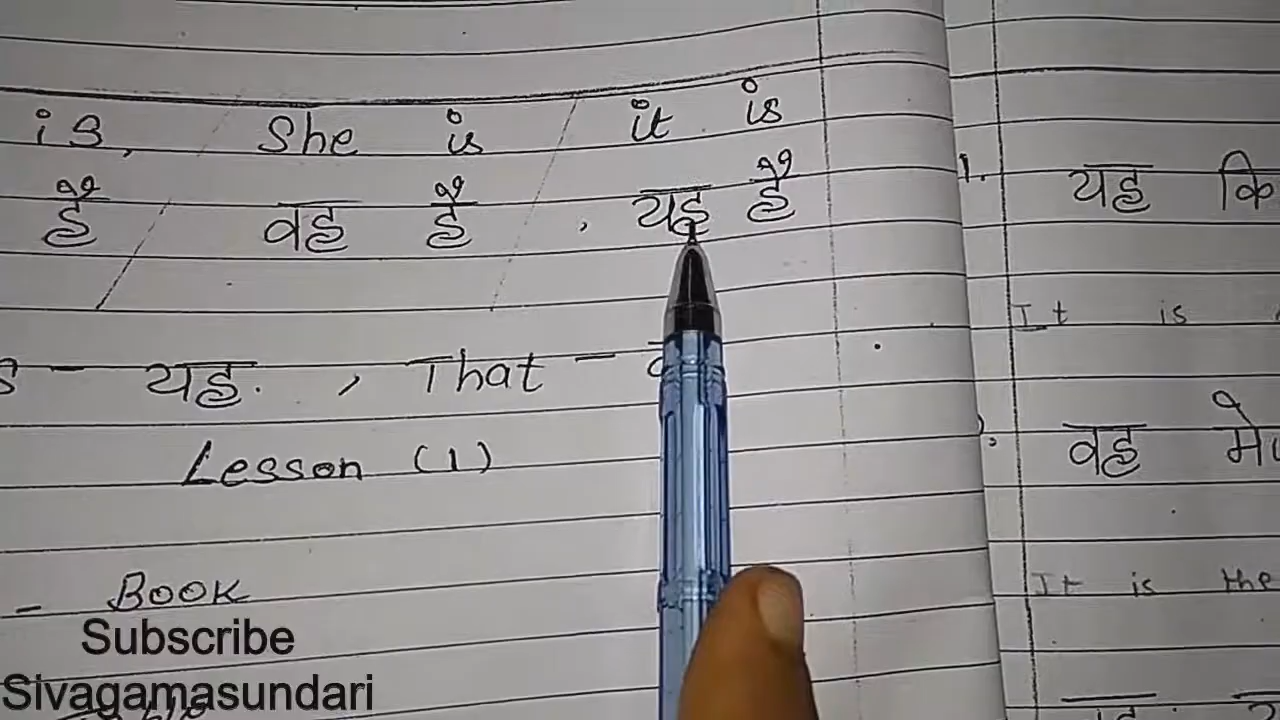 is, She is it is
है वह है , यह है
यह. , That -
Lesson (1)
- Book
Subscribe
Sivagamasundari
1. यह
It is
वह
It is the